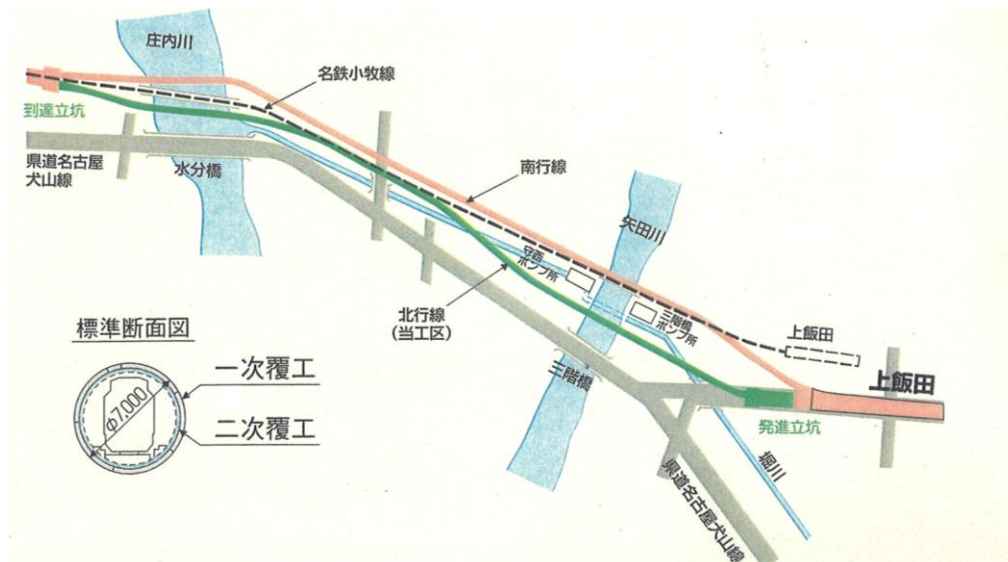 庄内川
名鉄小牧線
到達立坑
県道名古屋
犬山線
水分橋
南行線
矢田川
守西
ポンプ所
北行線
(当工区)
三階橋
ポンプ所
上飯田
上飯田
三階橋
発進立坑
堀川
県道名古屋犬山線
標準断面図
一次覆工
φ7,000
二次覆工